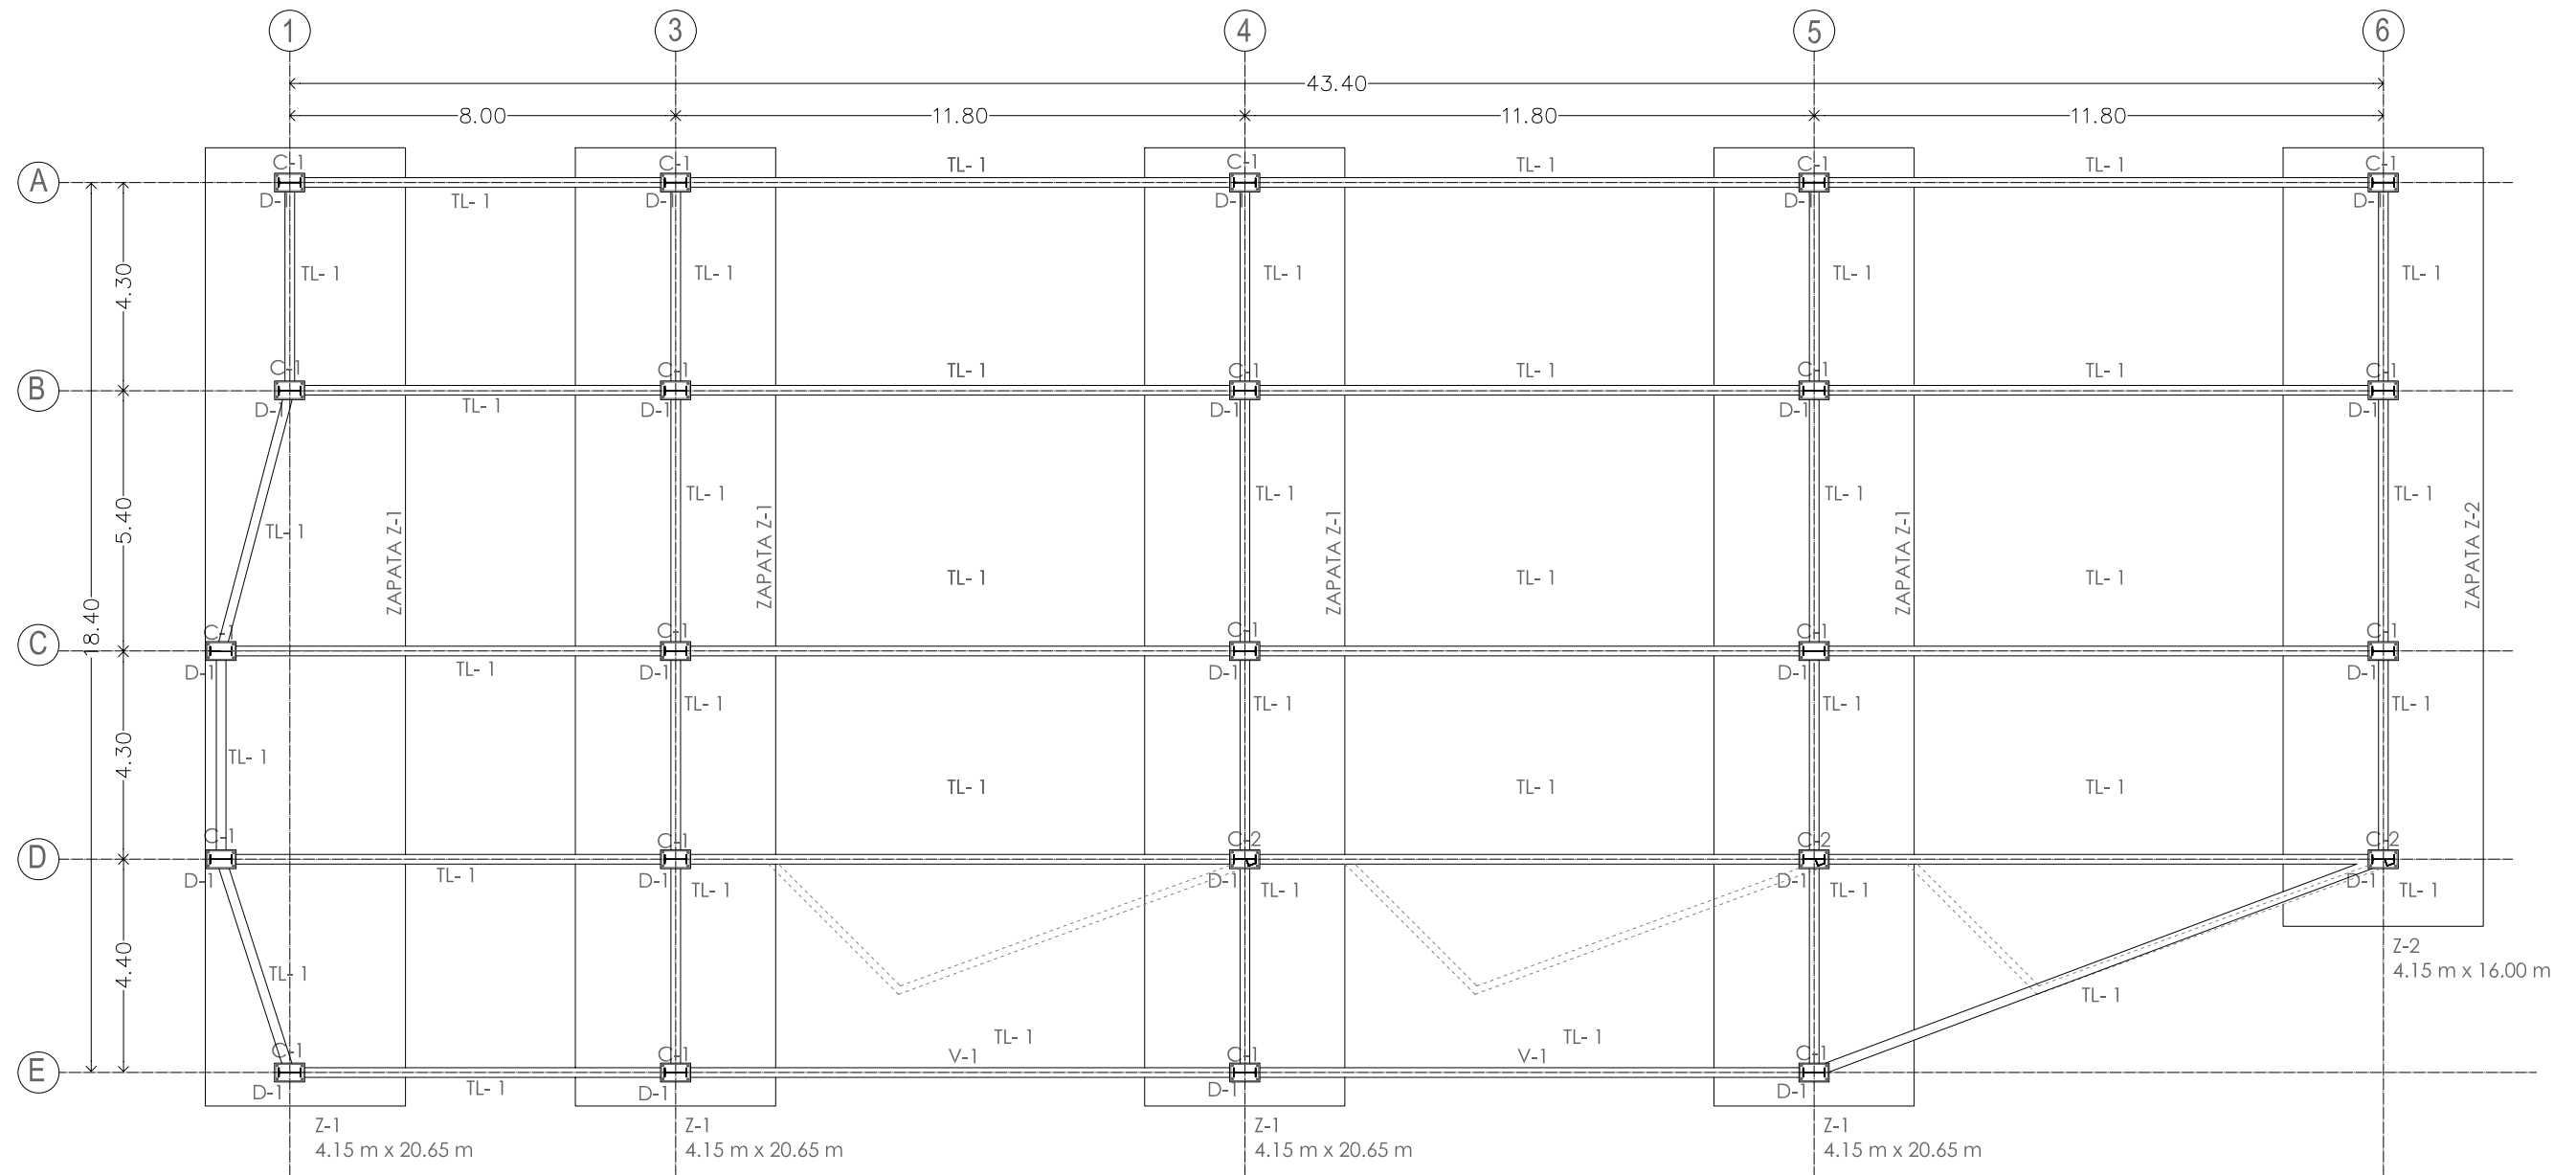 1 3 4 5 6
43.40
8.00 11.80 11.80 11.80
C-1 C-1 TL- 1 C-1 TL- 1 C-1 TL- 1 C-1
A
D-1 TL- 1 D-1 D-1 D-1 D-1
4.30 TL- 1 TL- 1 TL- 1 TL- 1 TL- 1
C-1 C-1 TL- 1 C-1 TL- 1 C-1 TL- 1 C-1
B
D-1 TL- 1 D-1 D-1 D-1 D-1
TL- 1 TL- 1 TL- 1 TL- 1
5.40 TL- 1
ZAPATA Z-1 ZAPATA Z-1 ZAPATA Z-1 ZAPATA Z-1 ZAPATA Z-2
TL- 1 TL- 1 TL- 1
18.40
C-1 C-1 C-1 C-1 C-1
C
D-1 TL- 1 D-1 D-1 D-1 D-1
TL- 1 TL- 1 TL- 1 TL- 1
4.30 TL- 1
TL- 1 TL- 1 TL- 1
C-1 C-1 C-2 C-2 C-2
D
D-1 TL- 1 D-1 TL- 1 D-1 TL- 1 D-1 TL- 1 D-1 TL- 1
4.40 TL- 1
Z-2
4.15 m x 16.00 m
TL- 1
TL- 1 TL- 1
C-1 C-1 V-1 C-1 V-1 C-1
E
D-1 TL- 1 D-1 D-1 D-1
Z-1 Z-1 Z-1 Z-1
4.15 m x 20.65 m 4.15 m x 20.65 m 4.15 m x 20.65 m 4.15 m x 20.65 m